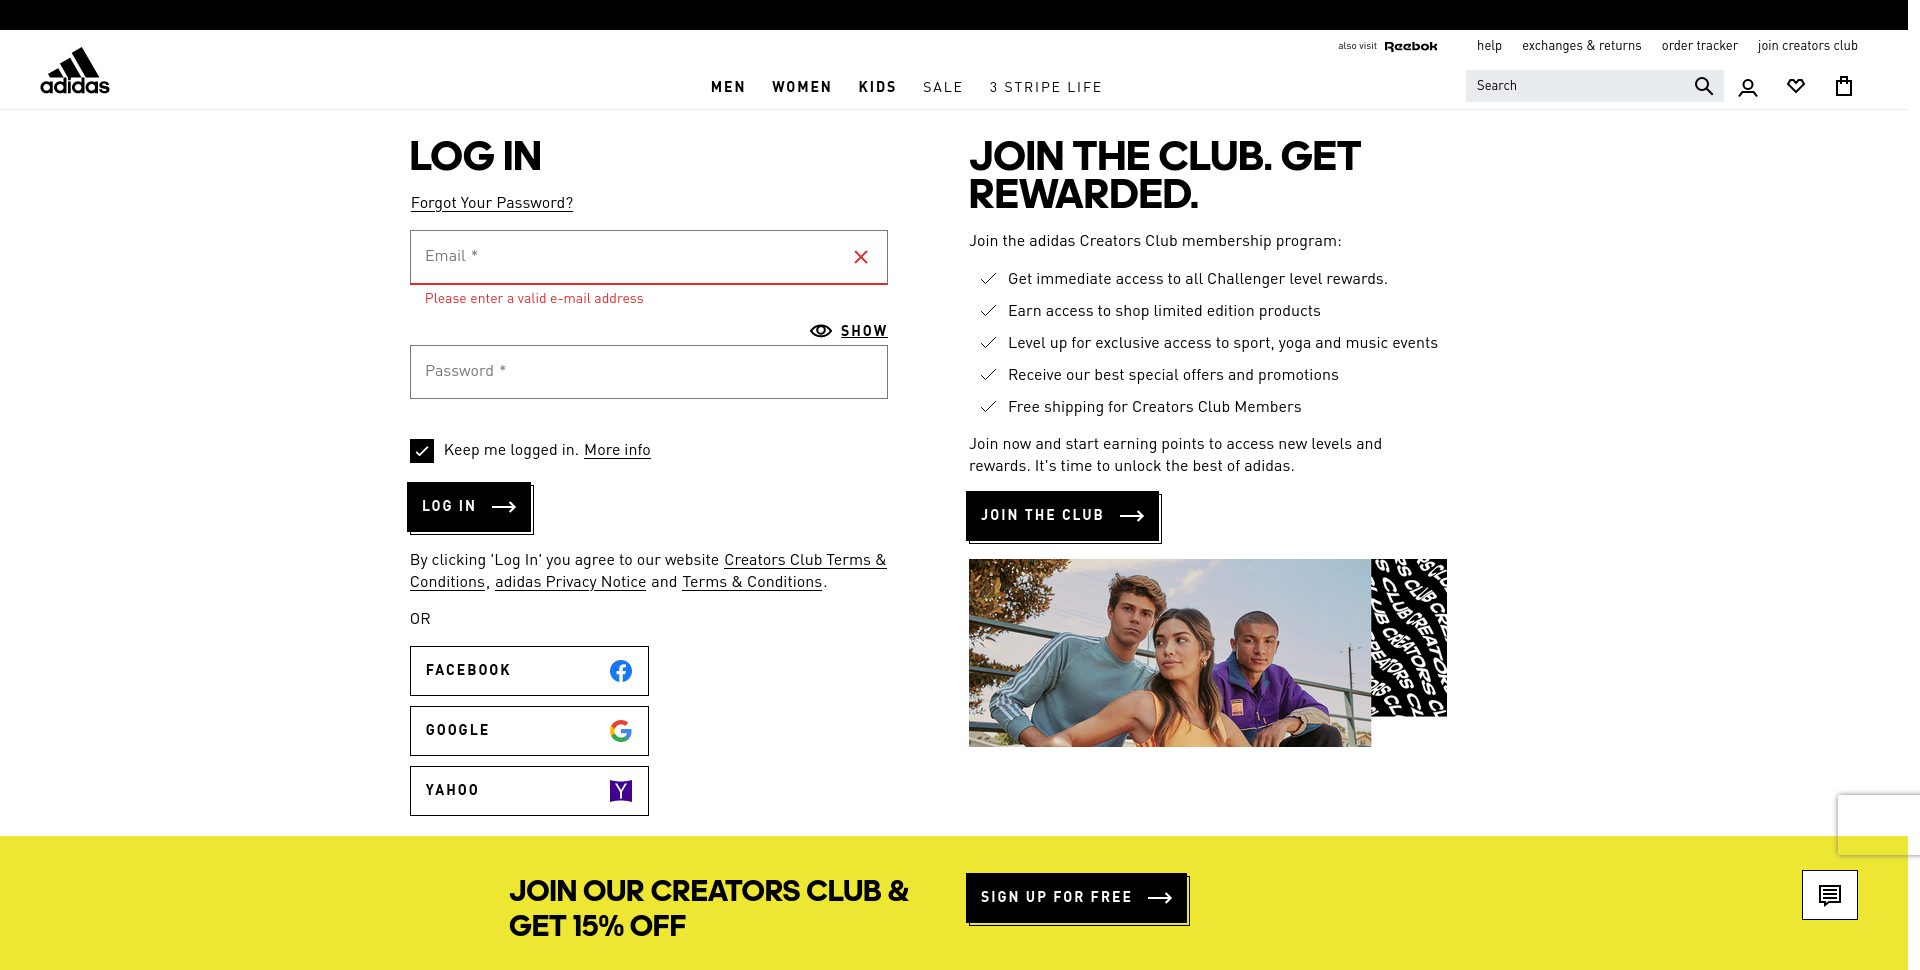 also visit Reebok help exchanges & returns order tracker join creators club
adidas
MEN WOMEN KIDS SALE 3 STRIPE LIFE
Search
LOG IN
Forgot Your Password?
Email *
Please enter a valid e-mail address
SHOW
Password *
Keep me logged in. More info
LOG IN
By clicking 'Log In' you agree to our website Creators Club Terms &
Conditions, adidas Privacy Notice and Terms & Conditions.
OR
FACEBOOK
GOOGLE
YAHOO
JOIN THE CLUB. GET
REWARDED.
Join the adidas Creators Club membership program:
Get immediate access to all Challenger level rewards.
Earn access to shop limited edition products
Level up for exclusive access to sport, yoga and music events
Receive our best special offers and promotions
Free shipping for Creators Club Members
Join now and start earning points to access new levels and
rewards. It's time to unlock the best of adidas.
JOIN THE CLUB
CREATORS CLUB
JOIN OUR CREATORS CLUB &
GET 15% OFF
SIGN UP FOR FREE